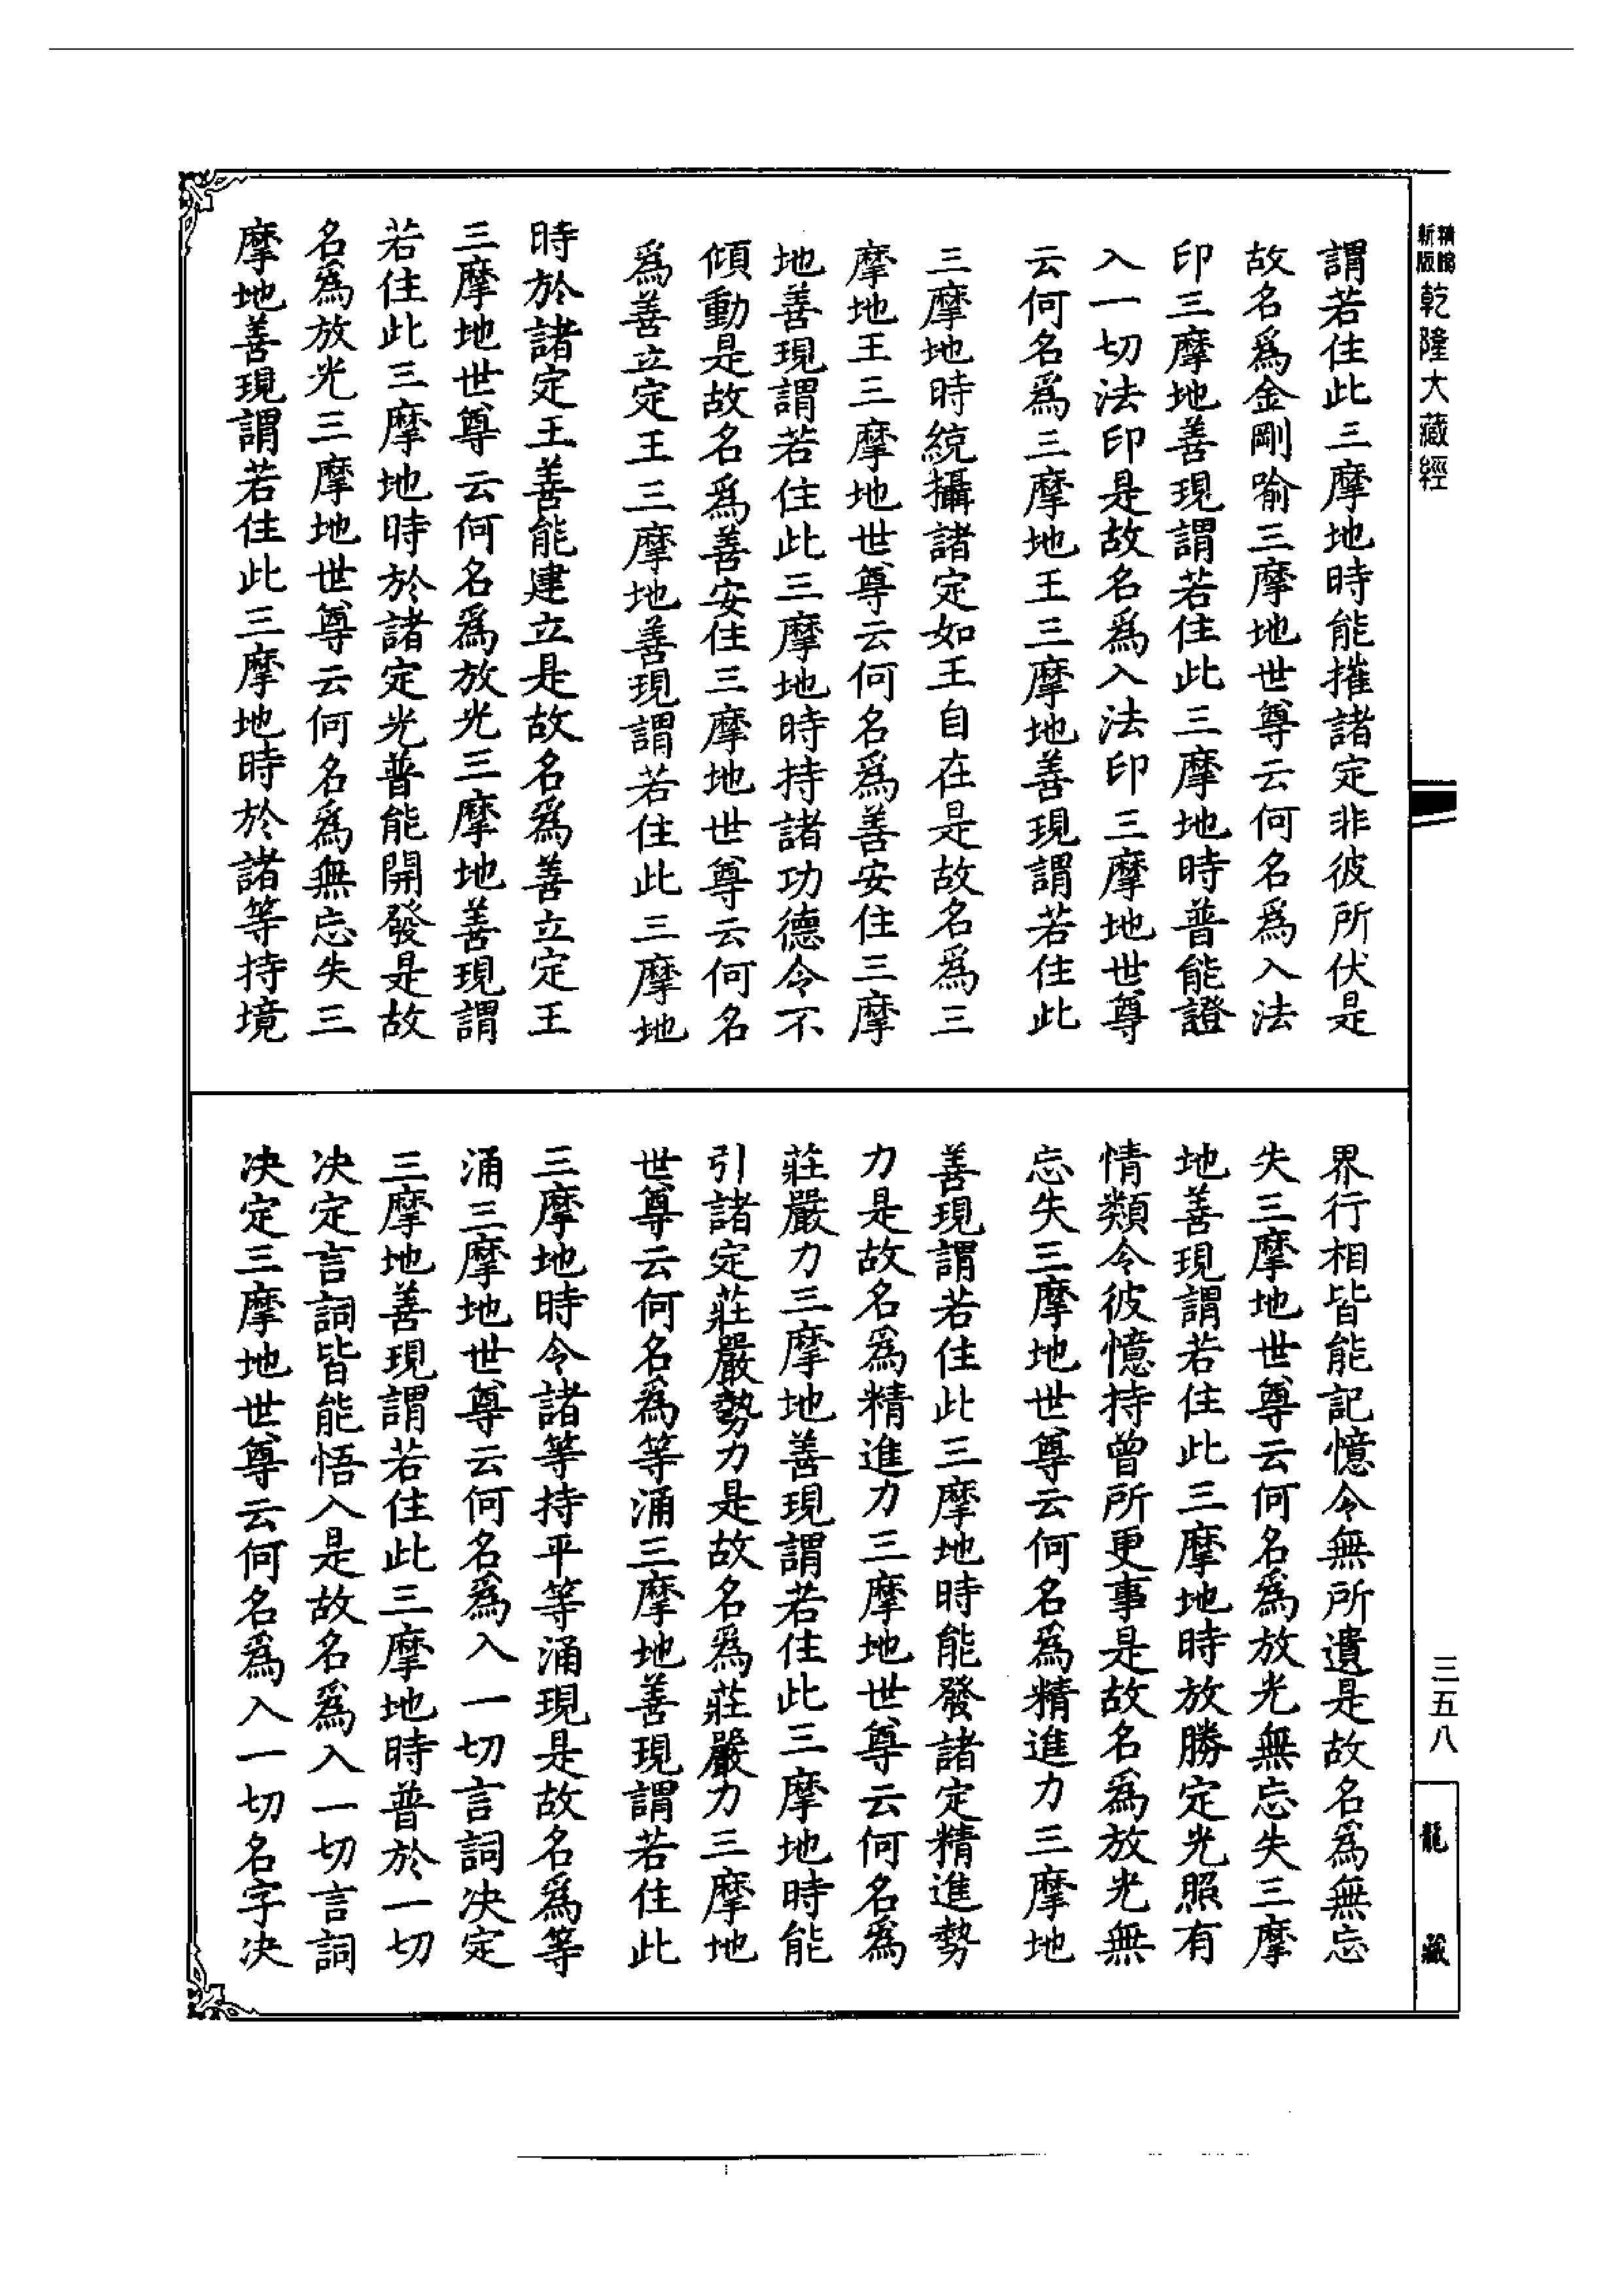 精縮
新版
乾隆大藏經
謂若住此三摩地時能摧諸定非彼所伏是
故名爲金剛喻三摩地世尊云何名爲入法
印三摩地善現謂若住此三摩地時普能證
入一切法印是故名爲入法印三摩地世尊
云何名爲三摩地王三摩地善現謂若住此
三摩地時統攝諸定如王自在是故名爲三
摩地王三摩地世尊云何名爲善安住三摩
地善現謂若住此三摩地時持諸功德令不
傾動是故名爲善安住三摩地世尊云何名
爲善立定王三摩地善現謂若住此三摩地
時於諸定王善能建立是故名爲善立定王
三摩地世尊云何名爲放光三摩地善現謂
若住此三摩地時於諸定光普能開發是故
名爲放光三摩地世尊云何名爲無忘失三
摩地善現謂若住此三摩地時於諸等持境
界行相皆能記憶令無所遺是故名爲無忘
失三摩地世尊云何名爲放光無忘失三摩
地善現謂若住此三摩地時放勝定光照有
情類令彼憶持曾所更事是故名爲放光無
忘失三摩地世尊云何名爲精進力三摩地
善現謂若住此三摩地時能發諸定精進勢
力是故名爲精進力三摩地世尊云何名爲
莊嚴力三摩地善現謂若住此三摩地時能
引諸定莊嚴勢力是故名爲莊嚴力三摩地
世尊云何名爲等涌三摩地善現謂若住此
三摩地時令諸等持平等涌現是故名爲等
涌三摩地世尊云何名爲入一切言詞決定
三摩地善現謂若住此三摩地時普於一切
決定言詞皆能悟入是故名爲入一切言詞
決定三摩地世尊云何名爲入一切名字決
三五八
龍藏